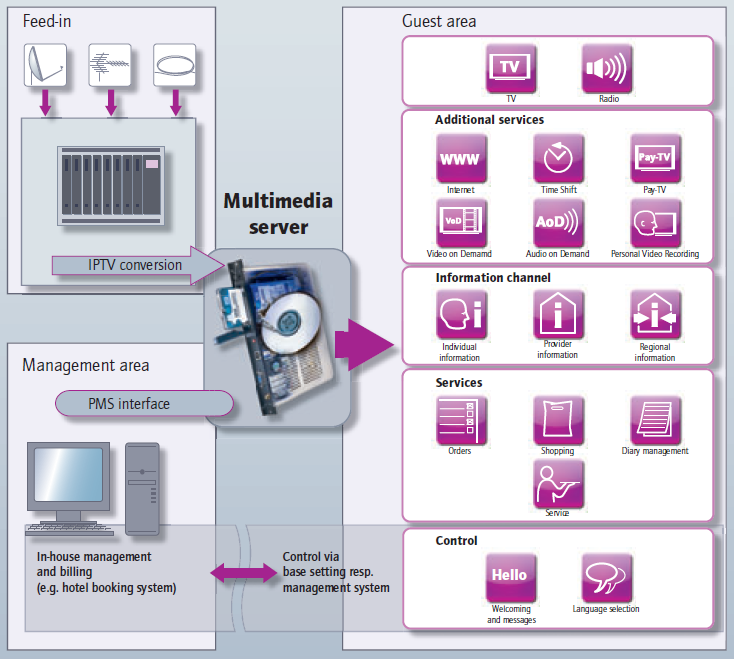 Feed-in
IPTV conversion
Multimedia
server
Management area
PMS interface
In-house management
and billing
(e.g. hotel booking system)
Control via
base setting resp.
management system
Guest area
TV
TV
Radio
Additional services
WWW
Internet
Time Shift
Pay-TV
Pay-TV
VoD
Video on Demamd
AoD
Audio on Demand
Personal Video Recording
Information channel
i
Individual
information
i
Provider
information
i
Regional
information
Services
Orders
Shopping
Diary management
Service
Control
Hello
Welcoming
and messages
Language selection